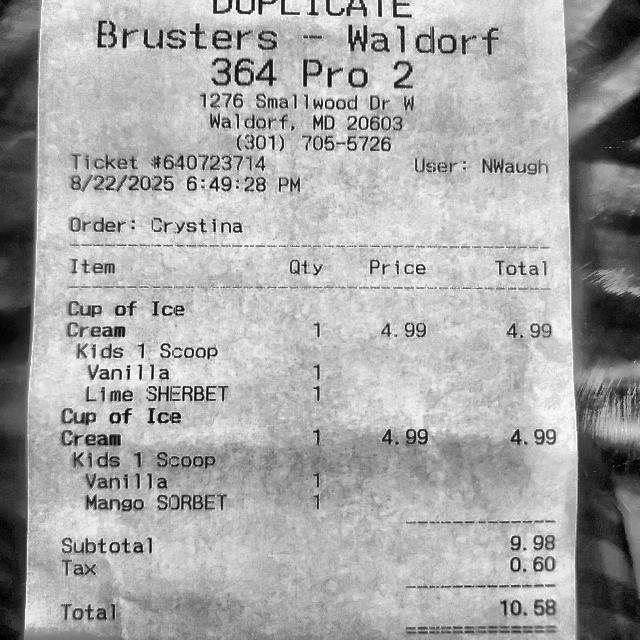 DUPLICATE
Brusters - Waldorf
364 Pro 2
1276 Smallwood Dr W
Waldorf, MD 20603
(301) 705-5726
Ticket #640723714 User: NWaugh
8/22/2025 6:49:28 PM
Order: Crystina
Item Qty Price Total
Cup of Ice
Cream 1 4.99 4.99
Kids 1 Scoop
Vanilla 1
Lime SHERBET 1
Cup of Ice
Cream 1 4.99 4.99
Kids 1 Scoop
Vanilla 1
Mango SORBET 1
Subtotal 9.98
Tax 0.60
Total 10.58